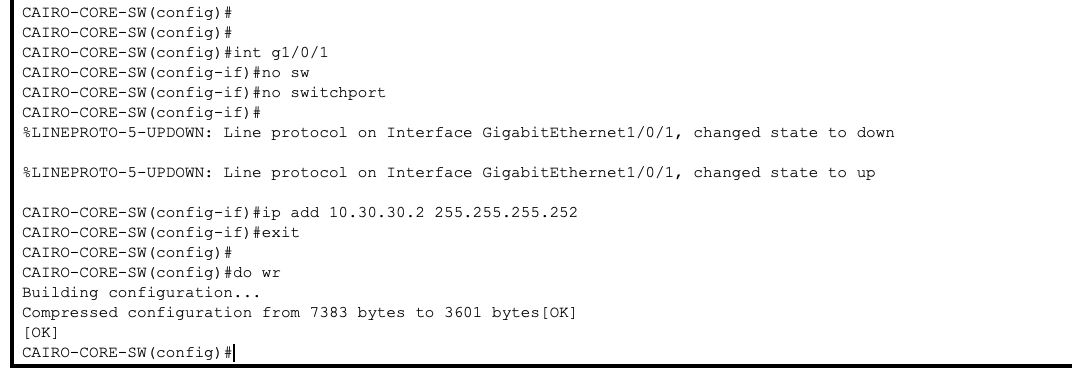 CAIRO-CORE-SW(config)#
CAIRO-CORE-SW(config)#
CAIRO-CORE-SW(config)#int g1/0/1
CAIRO-CORE-SW(config-if)#no sw
CAIRO-CORE-SW(config-if)#no switchport
CAIRO-CORE-SW(config-if)#
%LINEPROTO-5-UPDOWN: Line protocol on Interface GigabitEthernet1/0/1, changed state to down
%LINEPROTO-5-UPDOWN: Line protocol on Interface GigabitEthernet1/0/1, changed state to up
CAIRO-CORE-SW(config-if)#ip add 10.30.30.2 255.255.255.252
CAIRO-CORE-SW(config-if)#exit
CAIRO-CORE-SW(config)#
CAIRO-CORE-SW(config)#do wr
Building configuration...
Compressed configuration from 7383 bytes to 3601 bytes[OK]
[OK]
CAIRO-CORE-SW(config)#